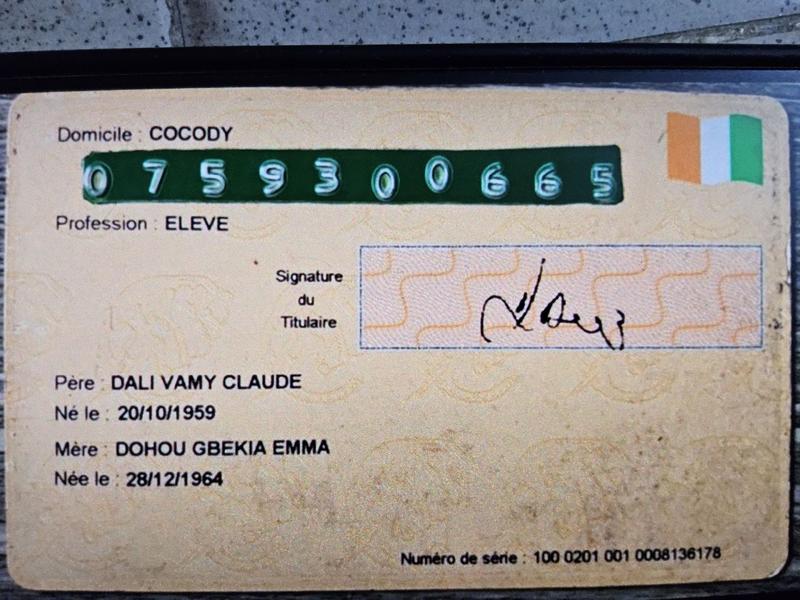 Domicile : COCODY
0759300665
Profession : ELEVE
Signature
du
Titulaire
Père : DALI VAMY CLAUDE
Né le : 20/10/1959
Mère : DOHOU GBEKIA EMMA
Née le : 28/12/1964
Numéro de série : 100 0201 001 0008136178